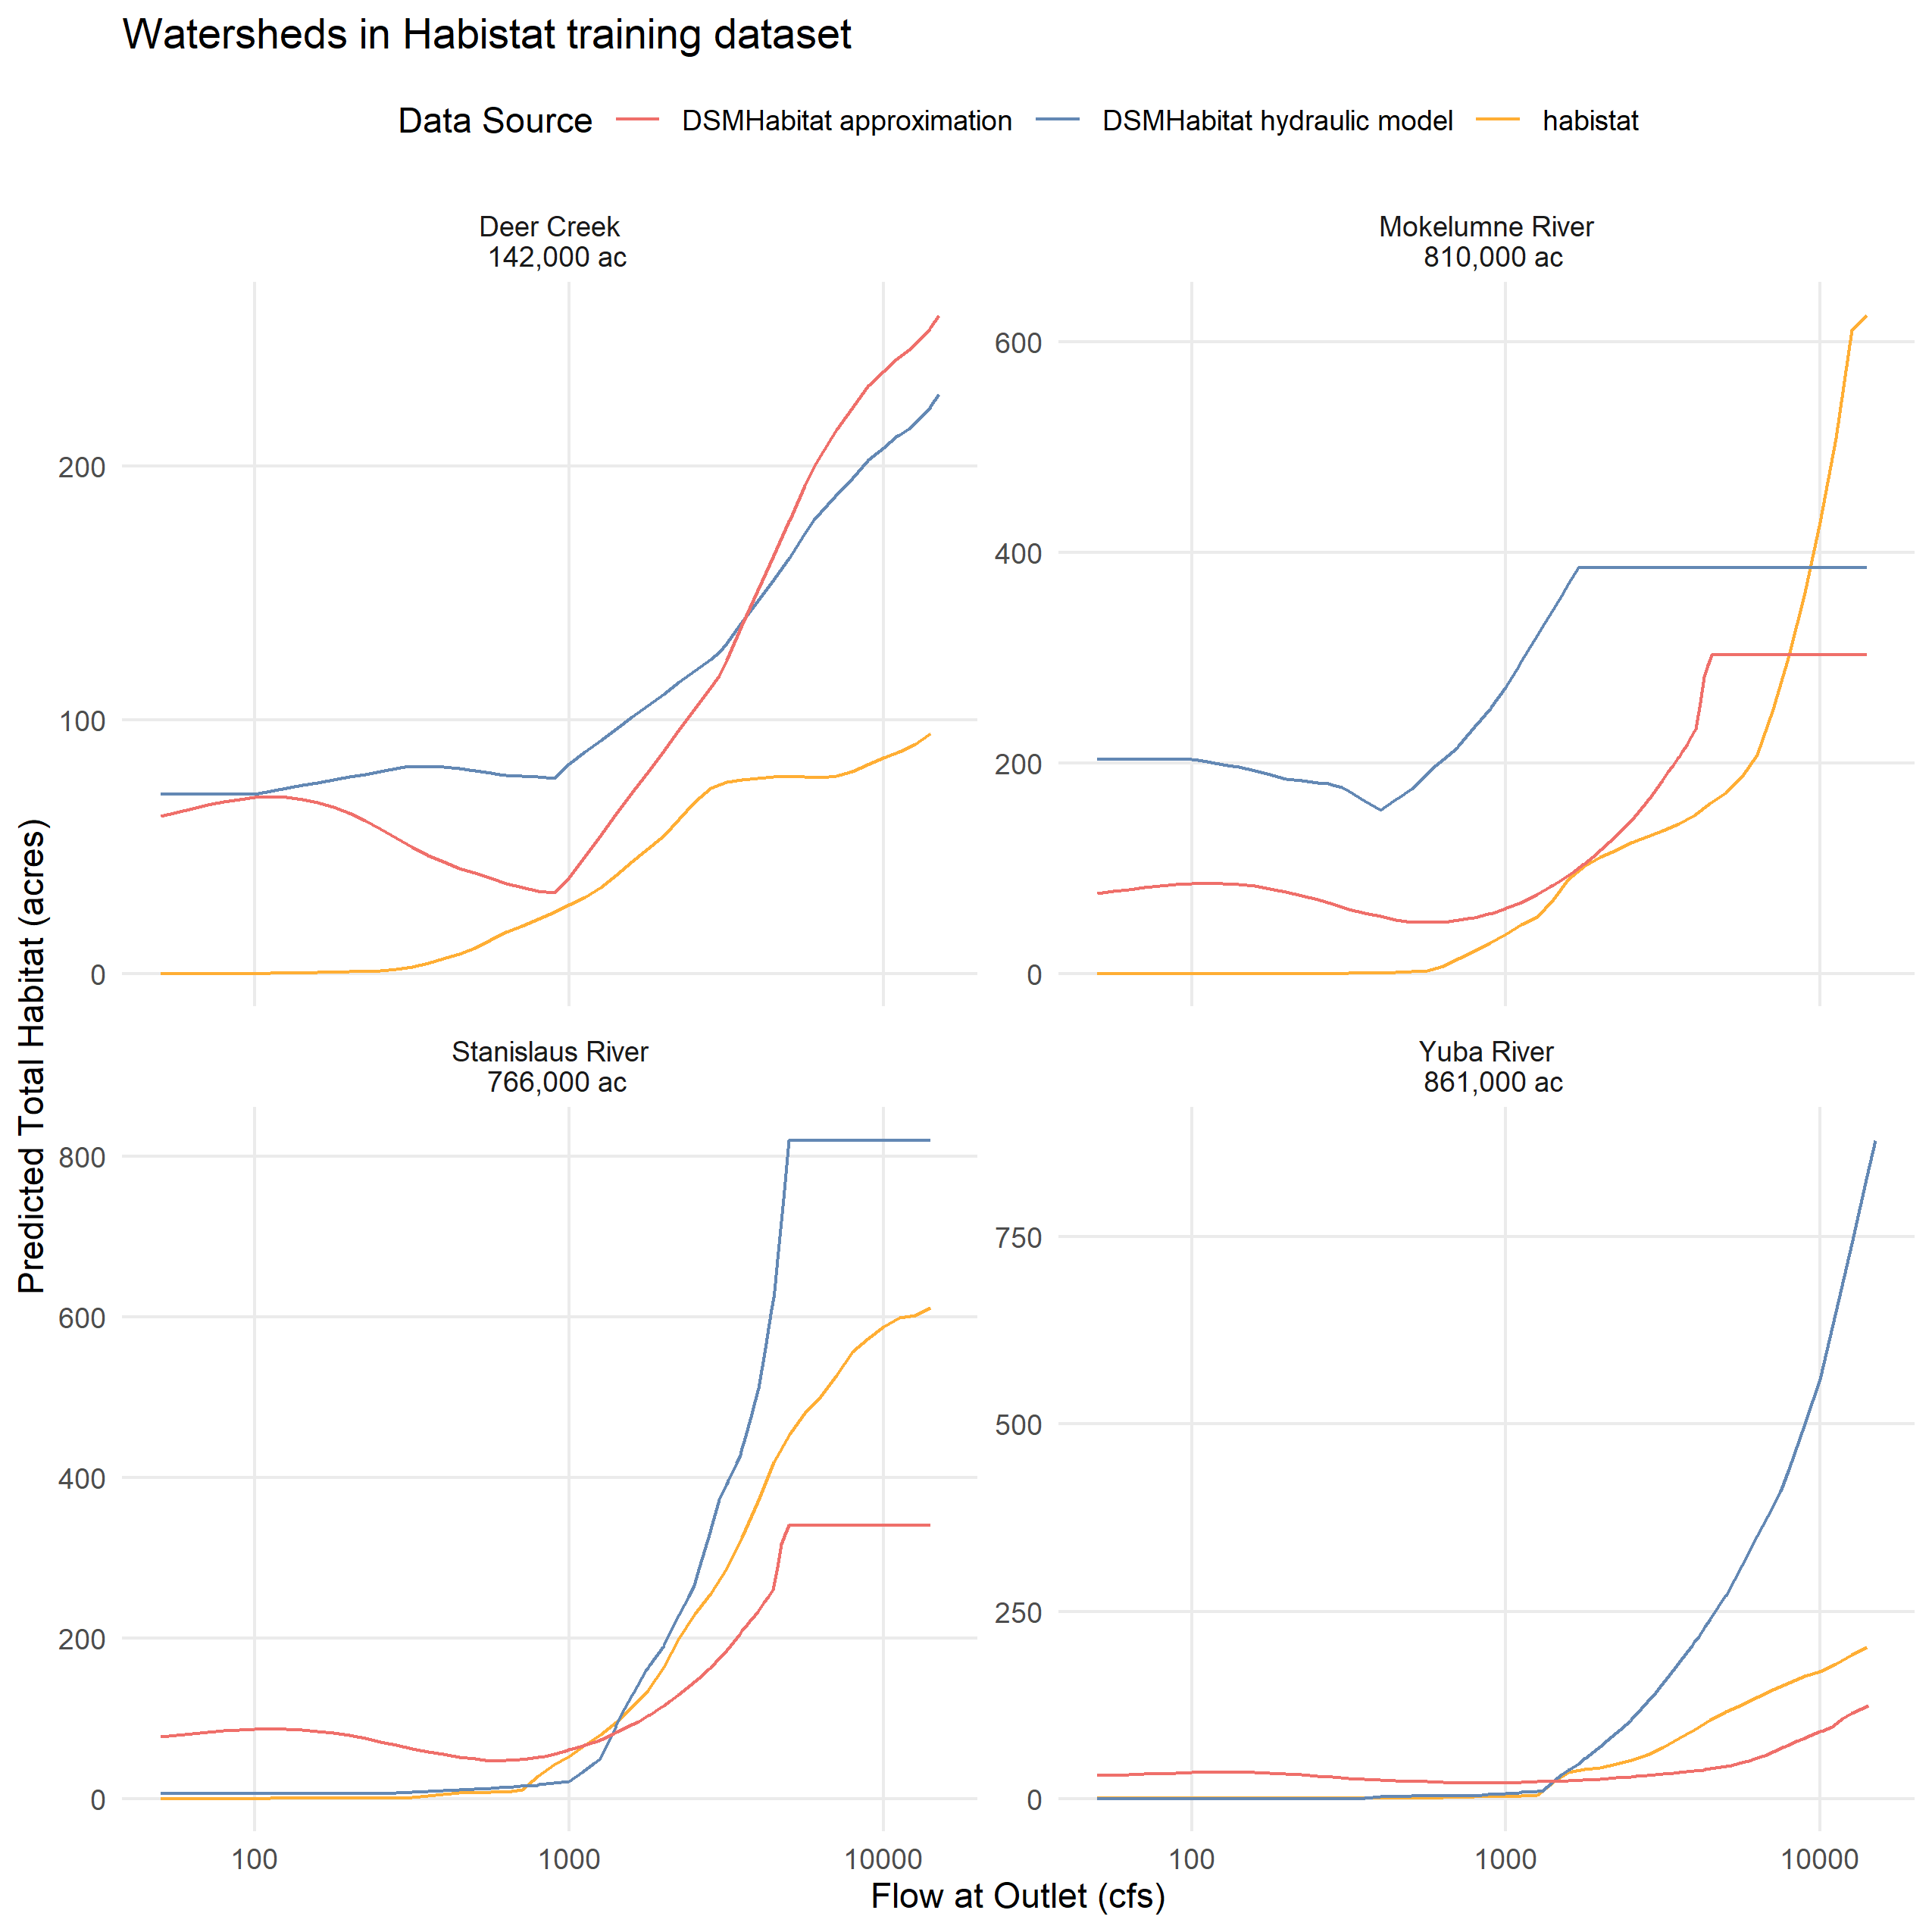 Watersheds in Habistat training dataset
Data Source DSMHabitat approximation DSMHabitat hydraulic model habistat
Deer Creek
142,000 ac
Mokelumne River
810,000 ac
200
100
0
600
400
200
0
Stanislaus River
766,000 ac
Yuba River
861,000 ac
800
600
400
200
0
750
500
250
0
100 1000 10000
100 1000 10000
Predicted Total Habitat (acres)
Flow at Outlet (cfs)